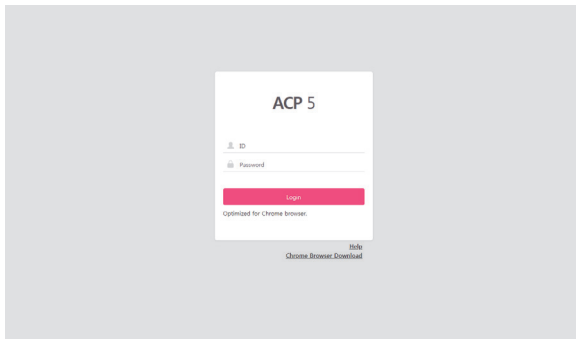 ACP 5
ID
Password
Login
Optimized for Chrome browser.
Help
Chrome Browser Download